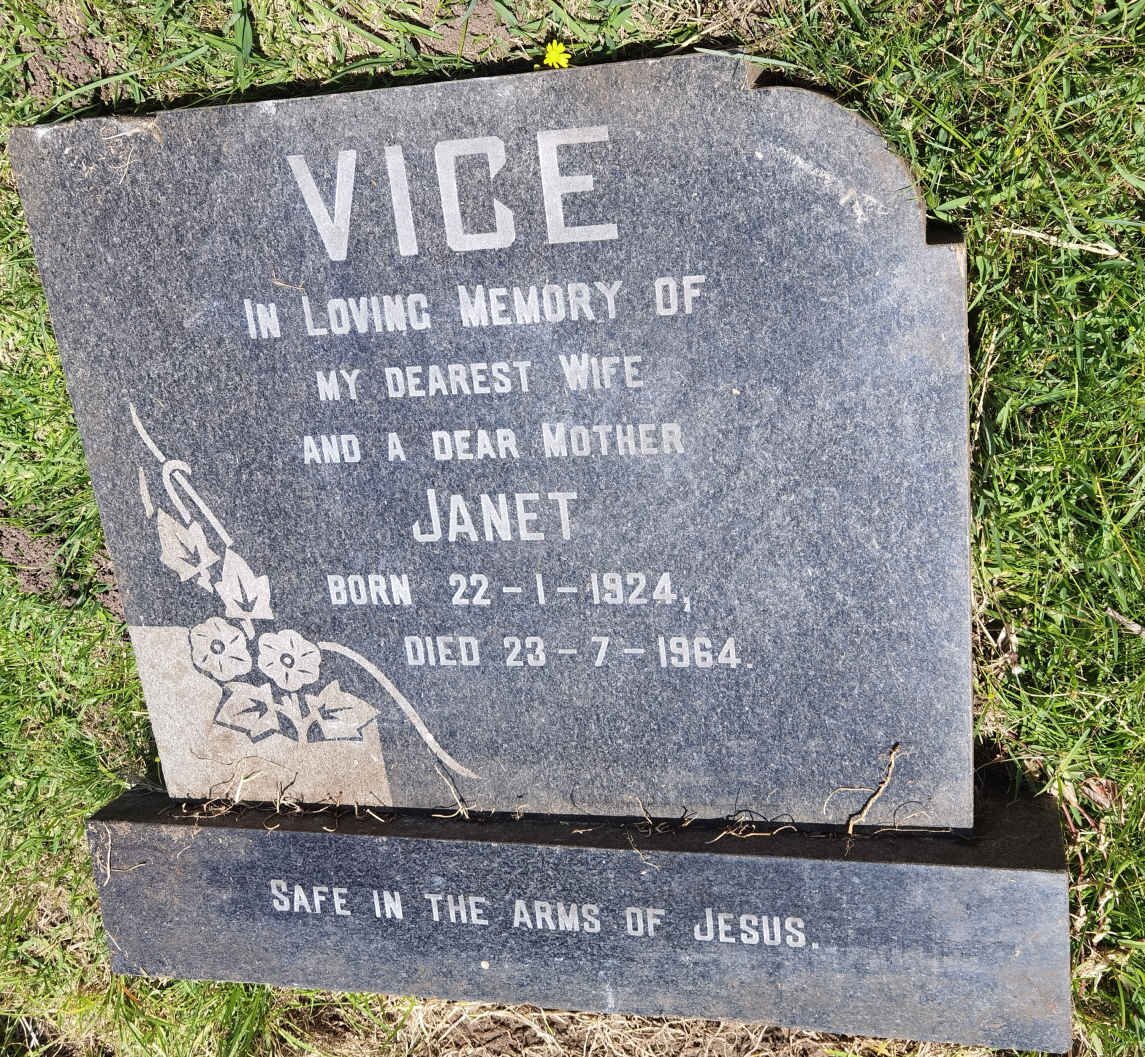 VICE
IN LOVING MEMORY OF
MY DEAREST WIFE
AND A DEAR MOTHER
JANET
BORN 22-1-1924,
DIED 23-7-1964.
SAFE IN THE ARMS OF JESUS.